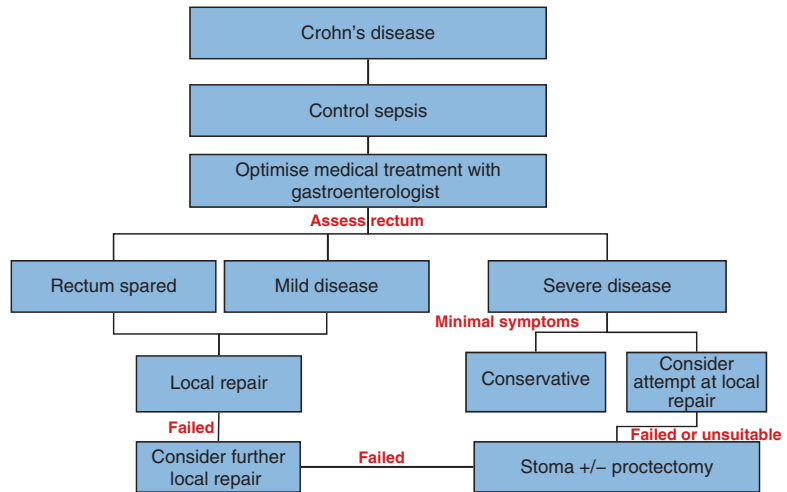 Crohn's disease
Control sepsis
Optimise medical treatment with
gastroenterologist
Assess rectum
Rectum spared
Mild disease
Severe disease
Minimal symptoms
Local repair
Conservative
Consider
attempt at local
repair
Failed
Failed or unsuitable
Consider further
local repair
Failed
Stoma +/− proctectomy